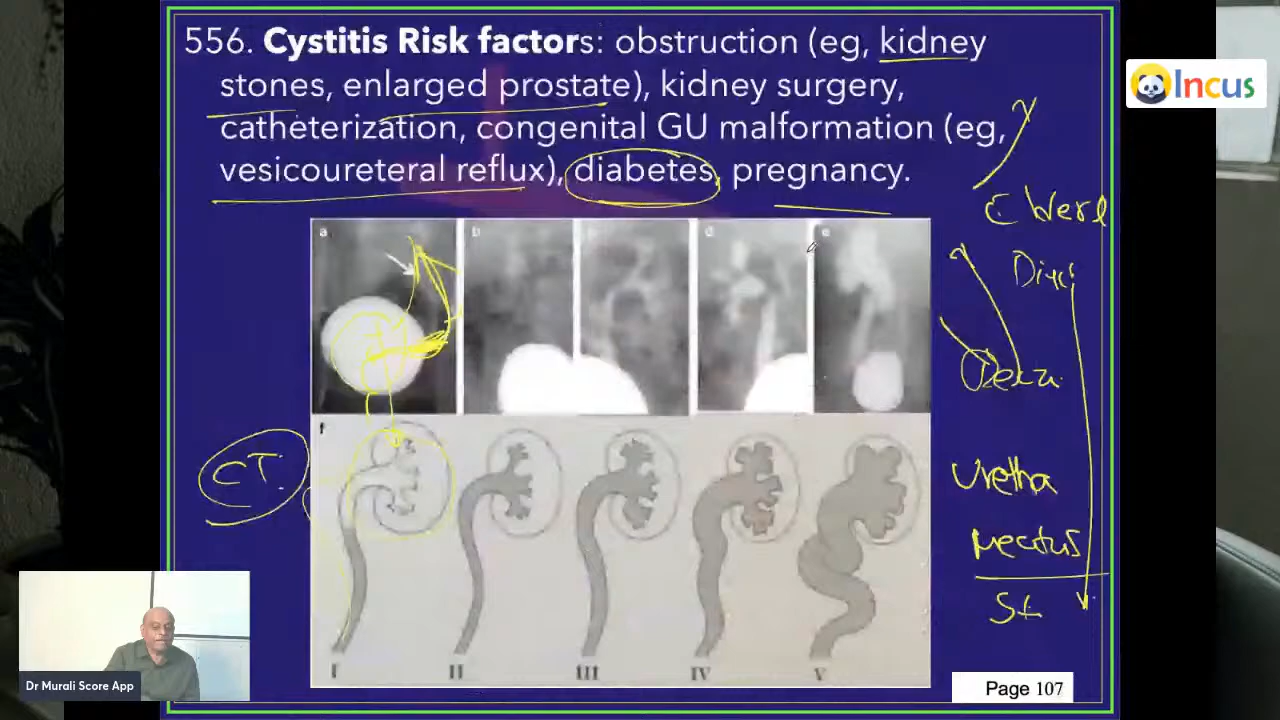 556. Cystitis Risk factors: obstruction (eg, kidney
stones, enlarged prostate), kidney surgery,
catheterization, congenital GU malformation (eg,
vesicoureteral reflux), diabetes, pregnancy.
Incus
a
b
d
e
f
CT.
Uretha
meatus
St
I
II
III
IV
V
Page 107
Dr Murali Score App